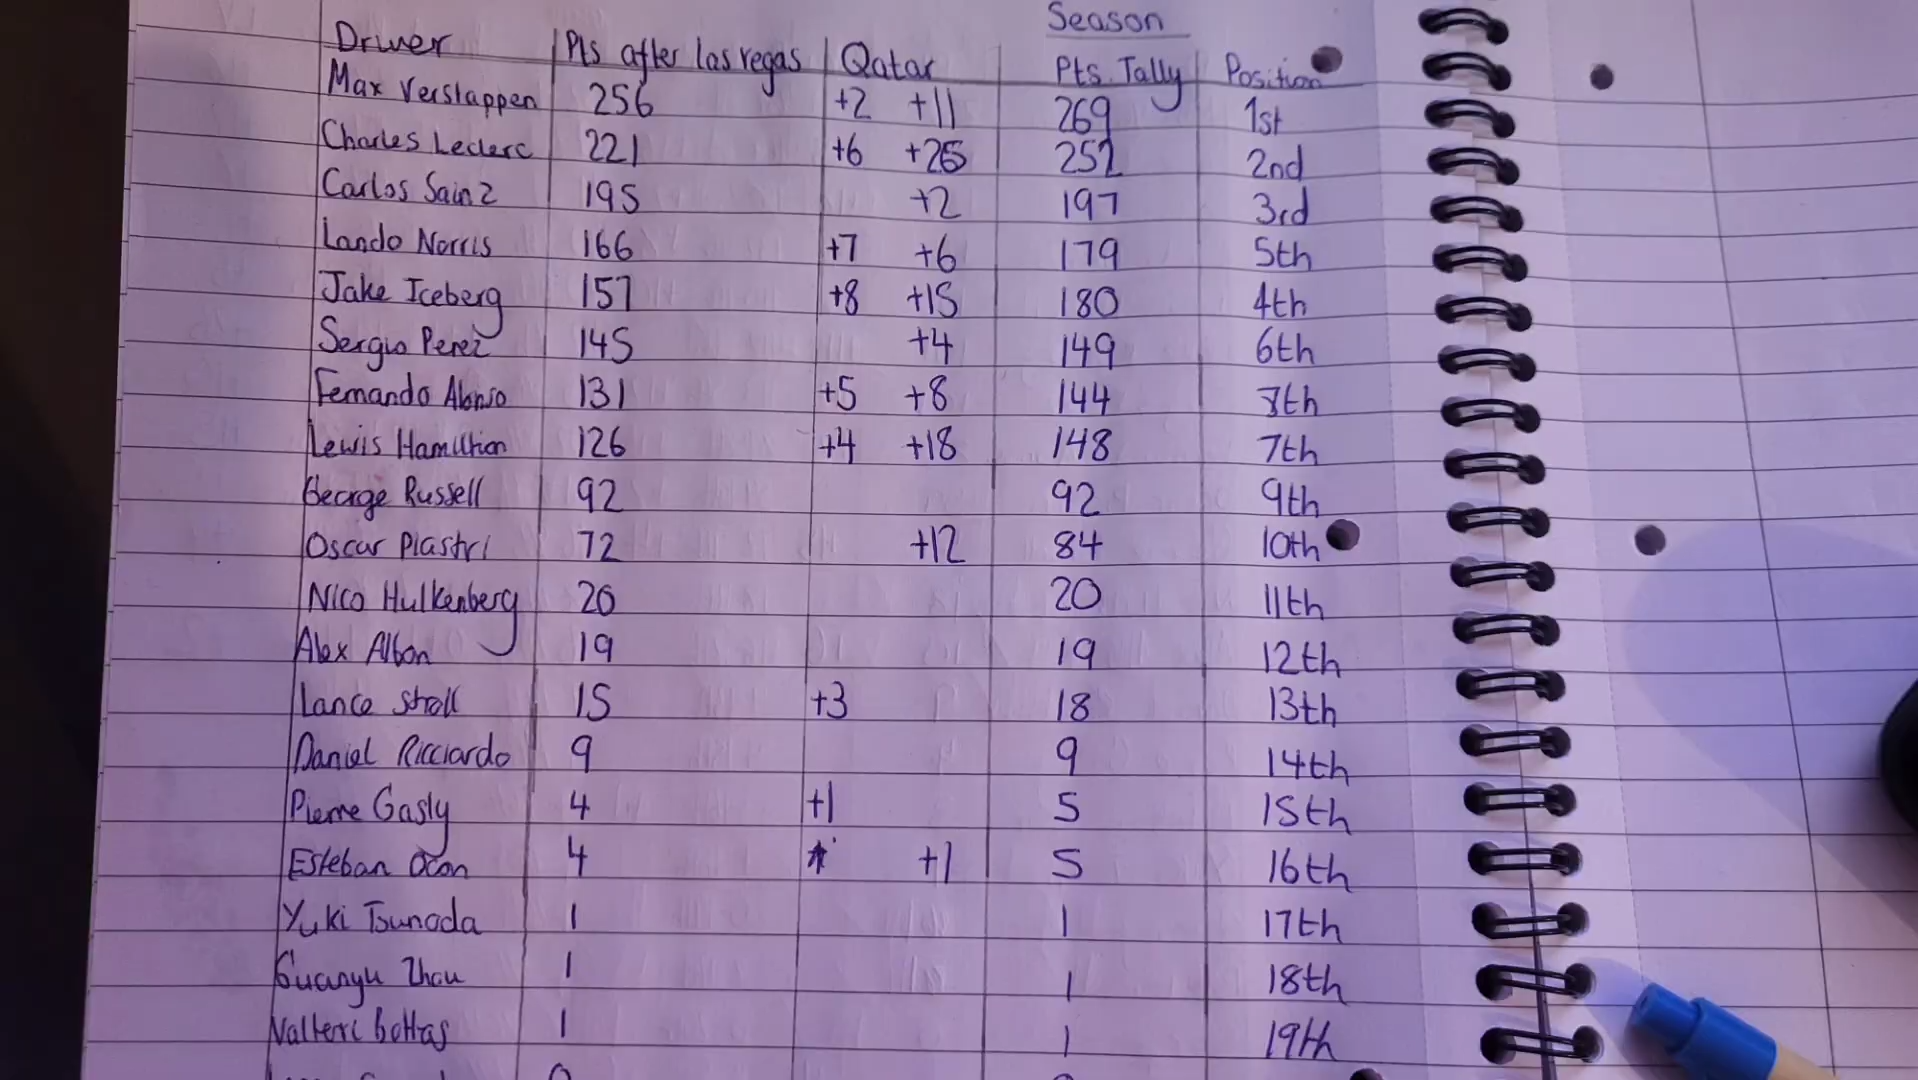 Season
Driver Pts after las vegas Qatar Pts. Tally Position
Max Verstappen 256 +2 +11 269 1st
Charles Leclerc 221 +6 +25 252 2nd
Carlos Sainz 195 +2 197 3rd
Lando Norris 166 +7 +6 179 5th
Jake Iceberg 157 +8 +15 180 4th
Sergio Perez 145 +4 149 6th
Fernando Alonso 131 +5 +8 144 8th
Lewis Hamilton 126 +4 +18 148 7th
George Russell 92 92 9th
Oscar Piastri 72 +12 84 10th
Nico Hulkenberg 20 20 11th
Alex Albon 19 19 12th
Lance Stroll 15 +3 18 13th
Daniel Ricciardo 9 9 14th
Pierre Gasly 4 +1 5 15th
Esteban Ocon 4 +1 5 16th
Yuki Tsunoda 1 1 17th
Guanyu Zhou 1 1 18th
Valterri bottas 1 1 19th